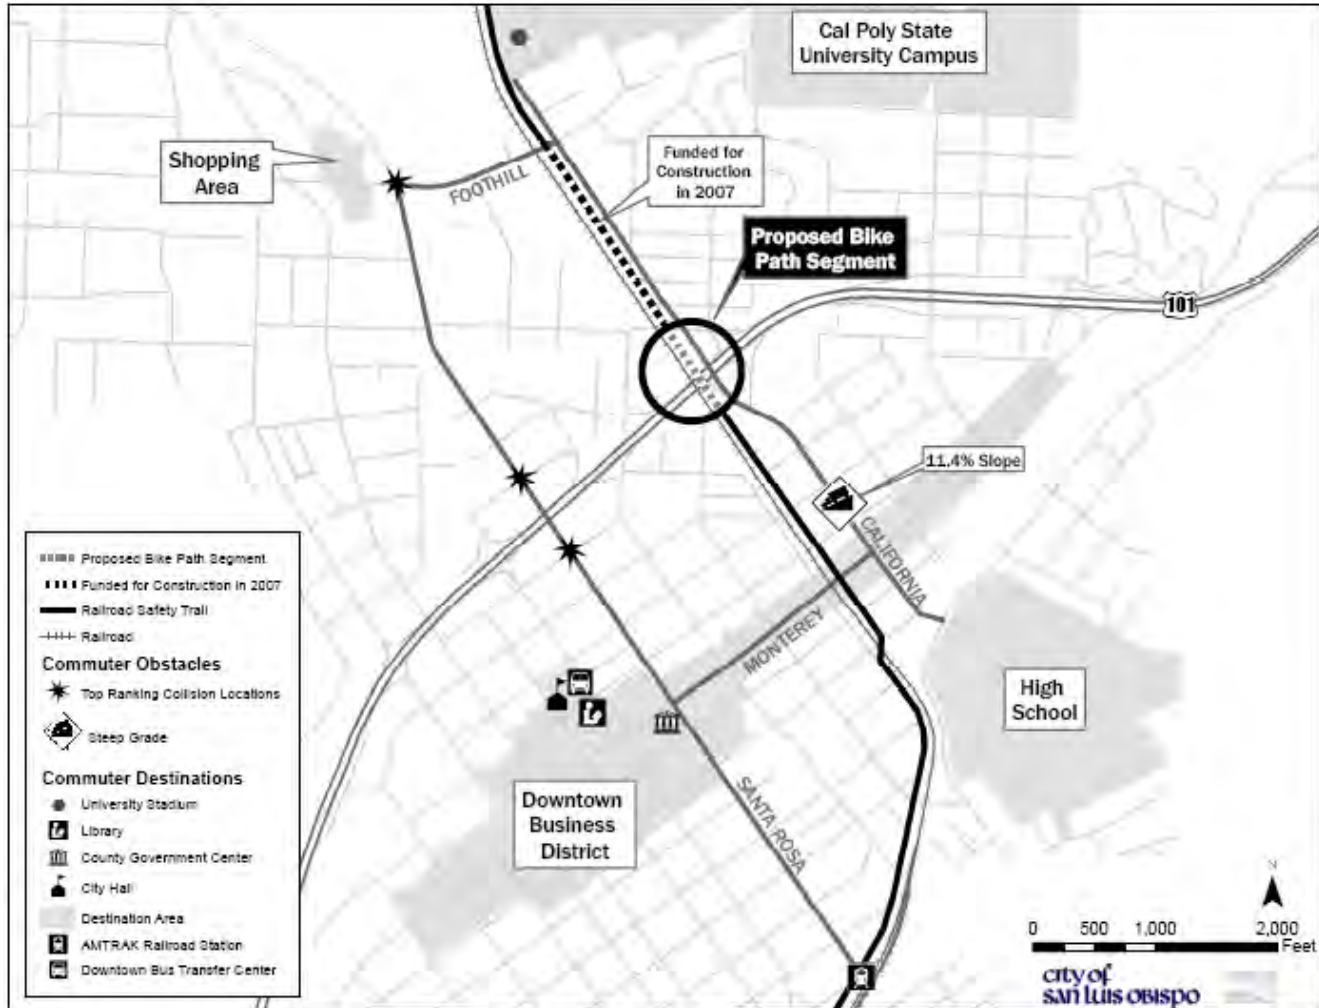 Cal Poly State
University Campus
Shopping
Area
FOOTHILL
Funded for
Construction
in 2007
Proposed Bike
Path Segment
101
11.4% Slope
CALIFORNIA
MONTEREY
High
School
Downtown
Business
District
SANTA ROSA
Proposed Bike Path Segment
Funded for Construction in 2007
Railroad Safety Trail
Railroad
Commuter Obstacles
Top Ranking Collision Locations
Steep Grade
Commuter Destinations
University Stadium
Library
County Government Center
City Hall
Destination Area
AMTRAK Railroad Station
Downtown Bus Transfer Center
N
0 500 1,000 2,000
Feet
city of
san luis obispo